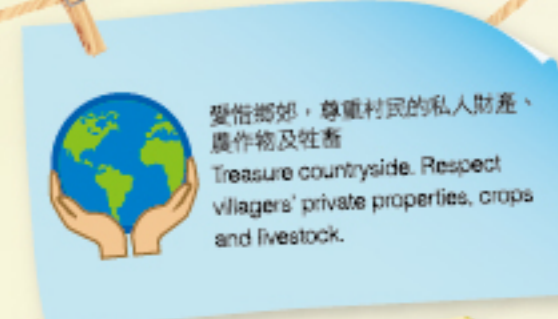 愛惜鄉郊，尊重村民的私人財產、
農作物及牲畜
Treasure countryside. Respect
villagers' private properties, crops
and livestock.